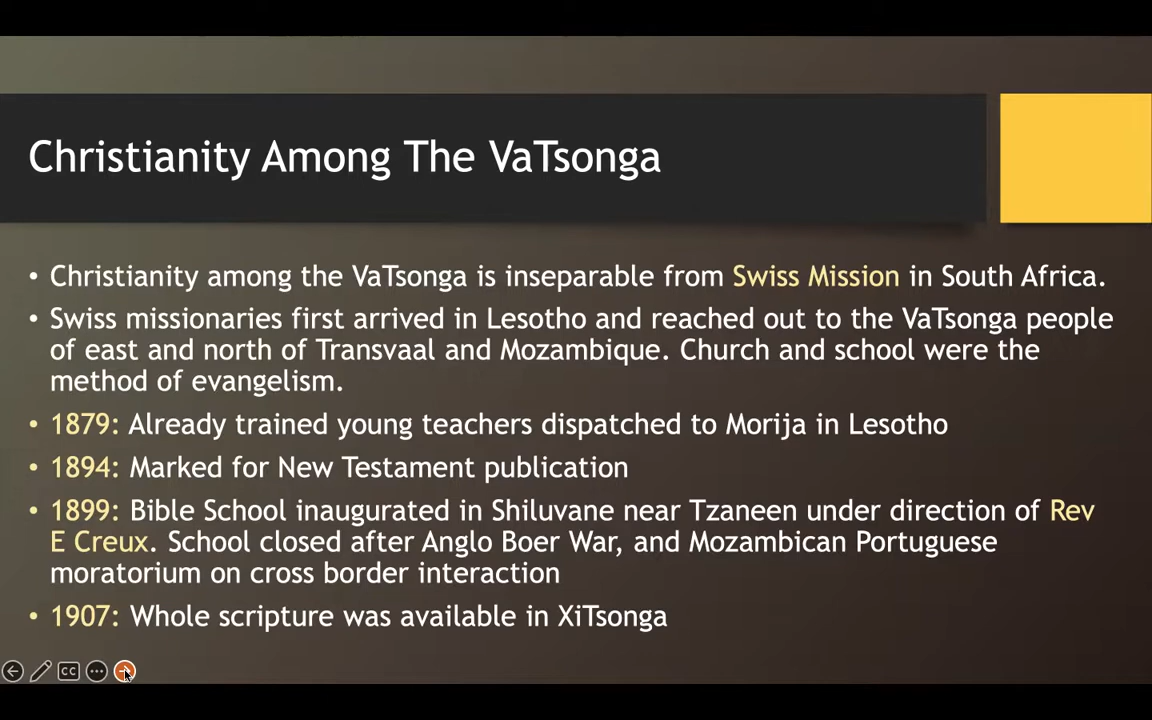 Christianity Among The VaTsonga
• Christianity among the VaTsonga is inseparable from Swiss Mission in South Africa.
• Swiss missionaries first arrived in Lesotho and reached out to the VaTsonga people
of east and north of Transvaal and Mozambique. Church and school were the
method of evangelism.
• 1879: Already trained young teachers dispatched to Morija in Lesotho
• 1894: Marked for New Testament publication
• 1899: Bible School inaugurated in Shiluvane near Tzaneen under direction of Rev
E Creux. School closed after Anglo Boer War, and Mozambican Portuguese
moratorium on cross border interaction
• 1907: Whole scripture was available in XiTsonga
CC